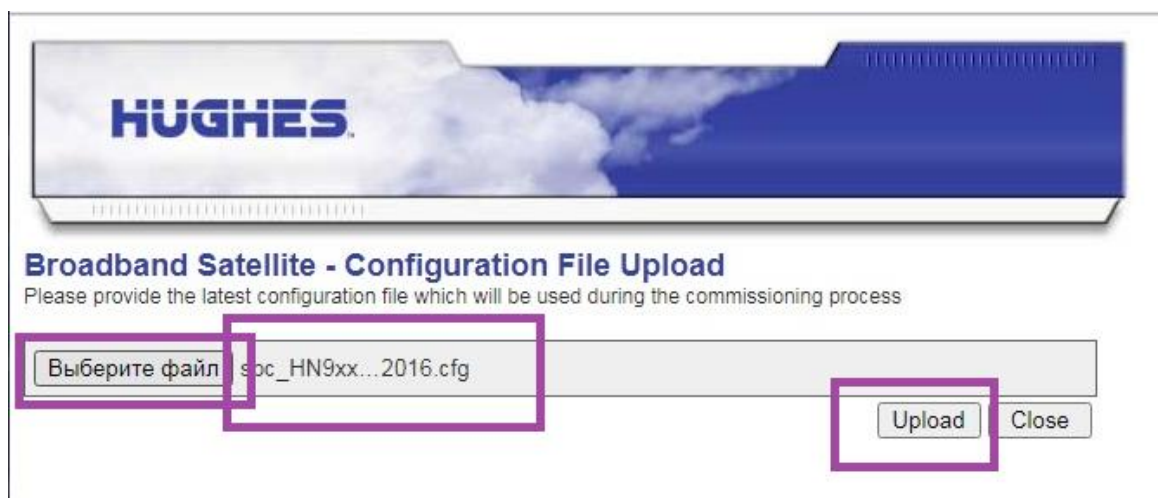 HUGHES
Broadband Satellite - Configuration File Upload
Please provide the latest configuration file which will be used during the commissioning process
Выберите файл sbc_HN9xx...2016.cfg
Upload Close